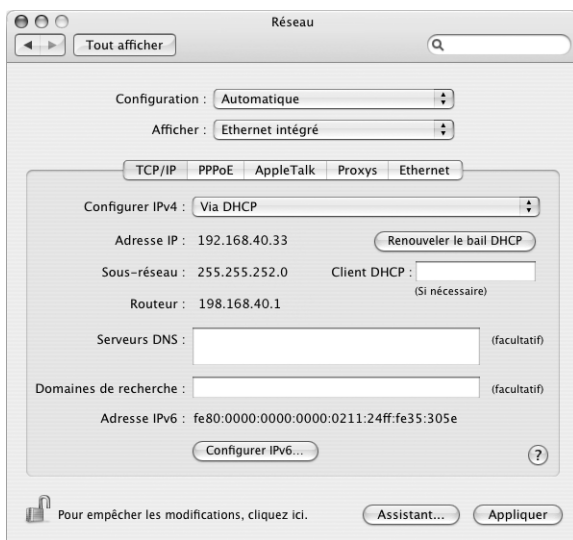 Réseau
Tout afficher
Configuration : Automatique
Afficher : Ethernet intégré
TCP/IP PPPoE AppleTalk Proxys Ethernet
Configurer IPv4 : Via DHCP
Adresse IP : 192.168.40.33 Renouveler le bail DHCP
Sous-réseau : 255.255.252.0 Client DHCP :
(Si nécessaire)
Routeur : 198.168.40.1
Serveurs DNS : (facultatif)
Domaines de recherche : (facultatif)
Adresse IPv6 : fe80:0000:0000:0000:0211:24ff:fe35:305e
Configurer IPv6... ?
Pour empêcher les modifications, cliquez ici. Assistant... Appliquer